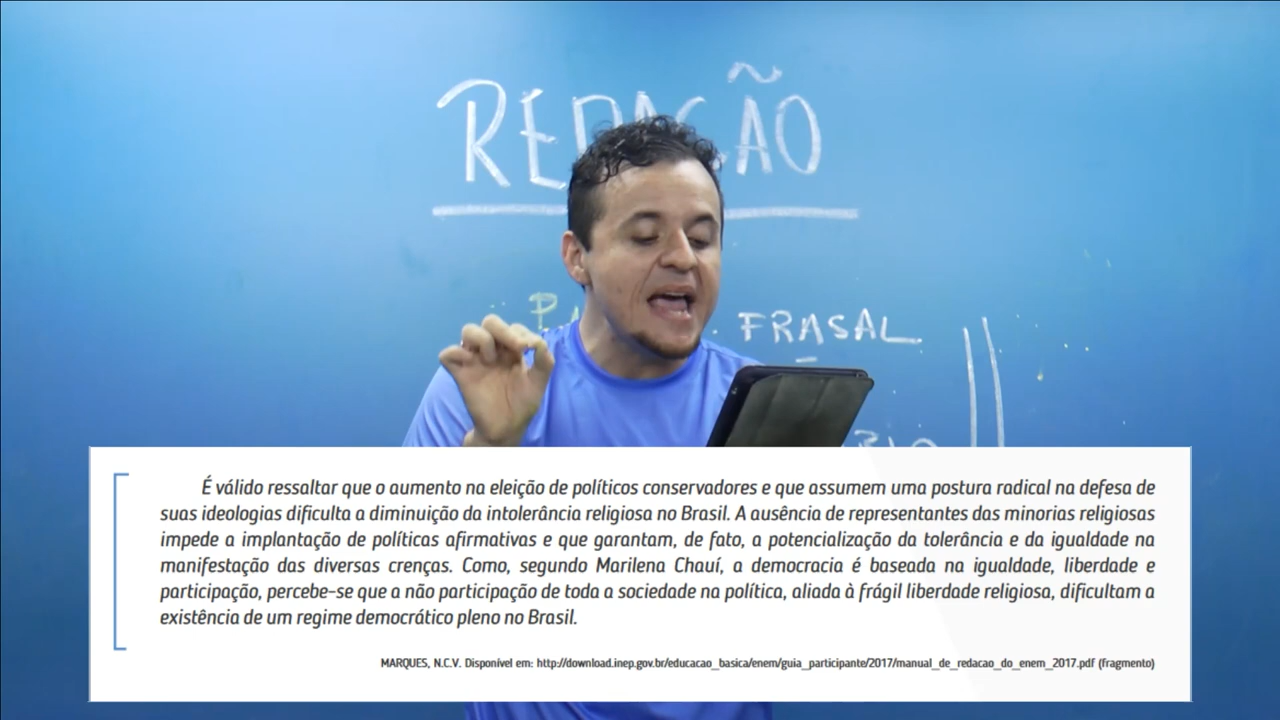 REDAÇÃO
FRASAL
É válido ressaltar que o aumento na eleição de políticos conservadores e que assumem uma postura radical na defesa de
suas ideologias dificulta a diminuição da intolerância religiosa no Brasil. A ausência de representantes das minorias religiosas
impede a implantação de políticas afirmativas e que garantam, de fato, a potencialização da tolerância e da igualdade na
manifestação das diversas crenças. Como, segundo Marilena Chauí, a democracia é baseada na igualdade, liberdade e
participação, percebe-se que a não participação de toda a sociedade na política, aliada à frágil liberdade religiosa, dificultam a
existência de um regime democrático pleno no Brasil.
MARQUES, N.C.V. Disponível em: http://download.inep.gov.br/educacao_basica/enem/guia_participante/2017/manual_de_redacao_do_enem_2017.pdf (fragmento)